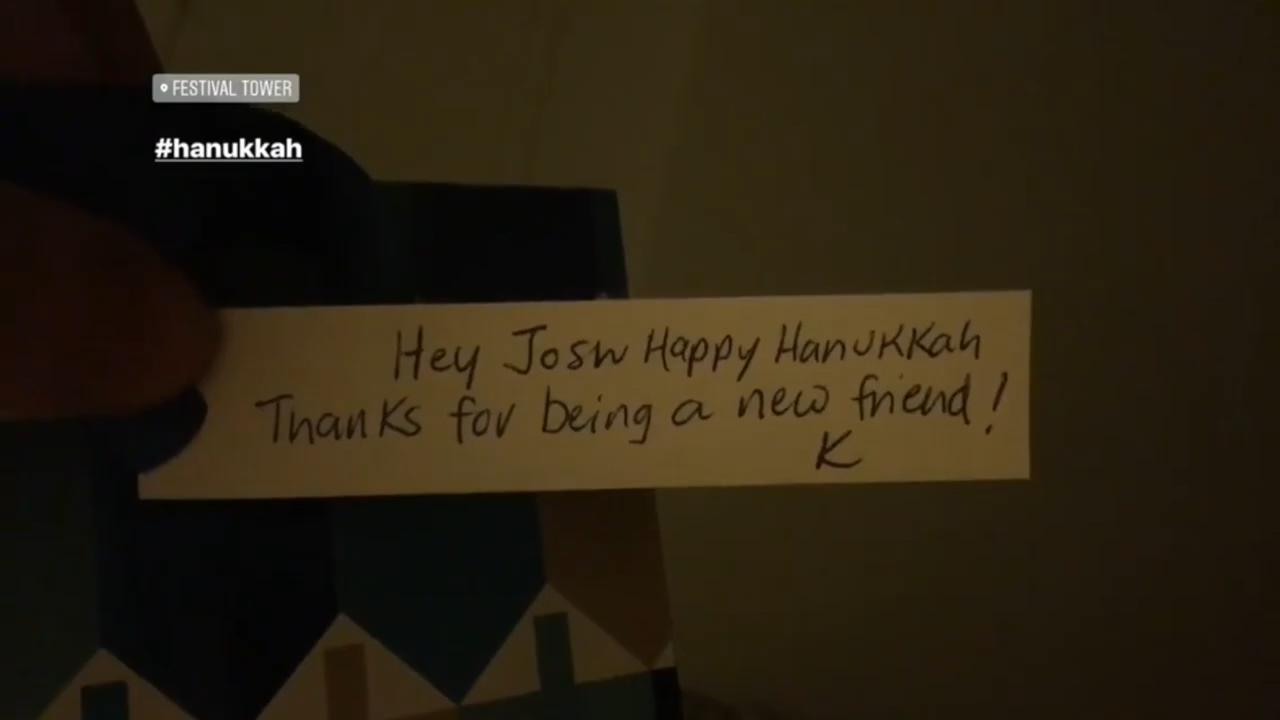 FESTIVAL TOWER
#hanukkah
Hey Josh Happy Hanukkah
Thanks for being a new friend!
K